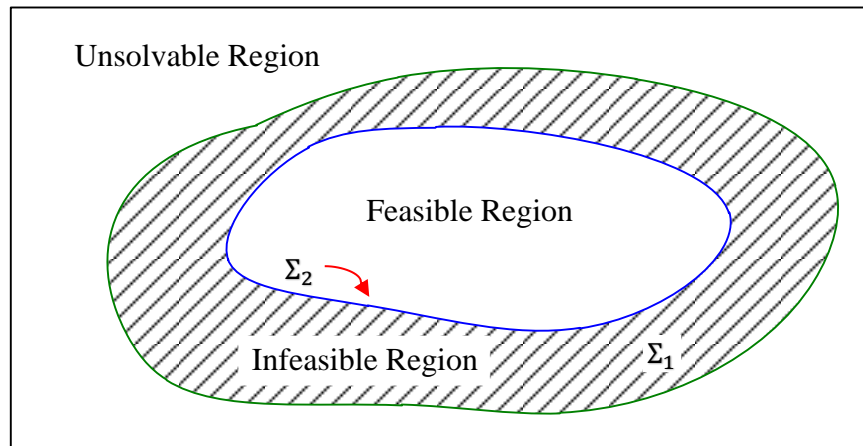 Unsolvable Region
Feasible Region
Σ₂
Infeasible Region
Σ₁